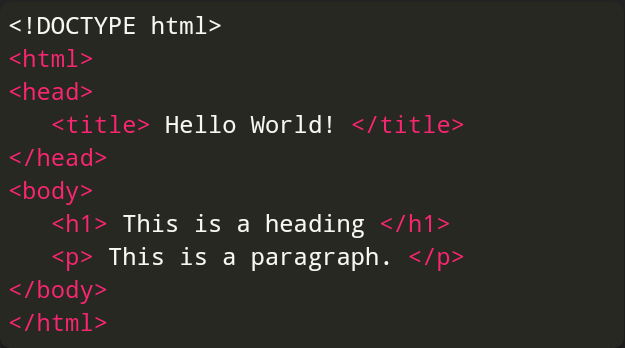 <!DOCTYPE html>
<html>
<head>
   <title> Hello World! </title>
</head>
<body>
   <h1> This is a heading </h1>
   <p> This is a paragraph. </p>
</body>
</html>